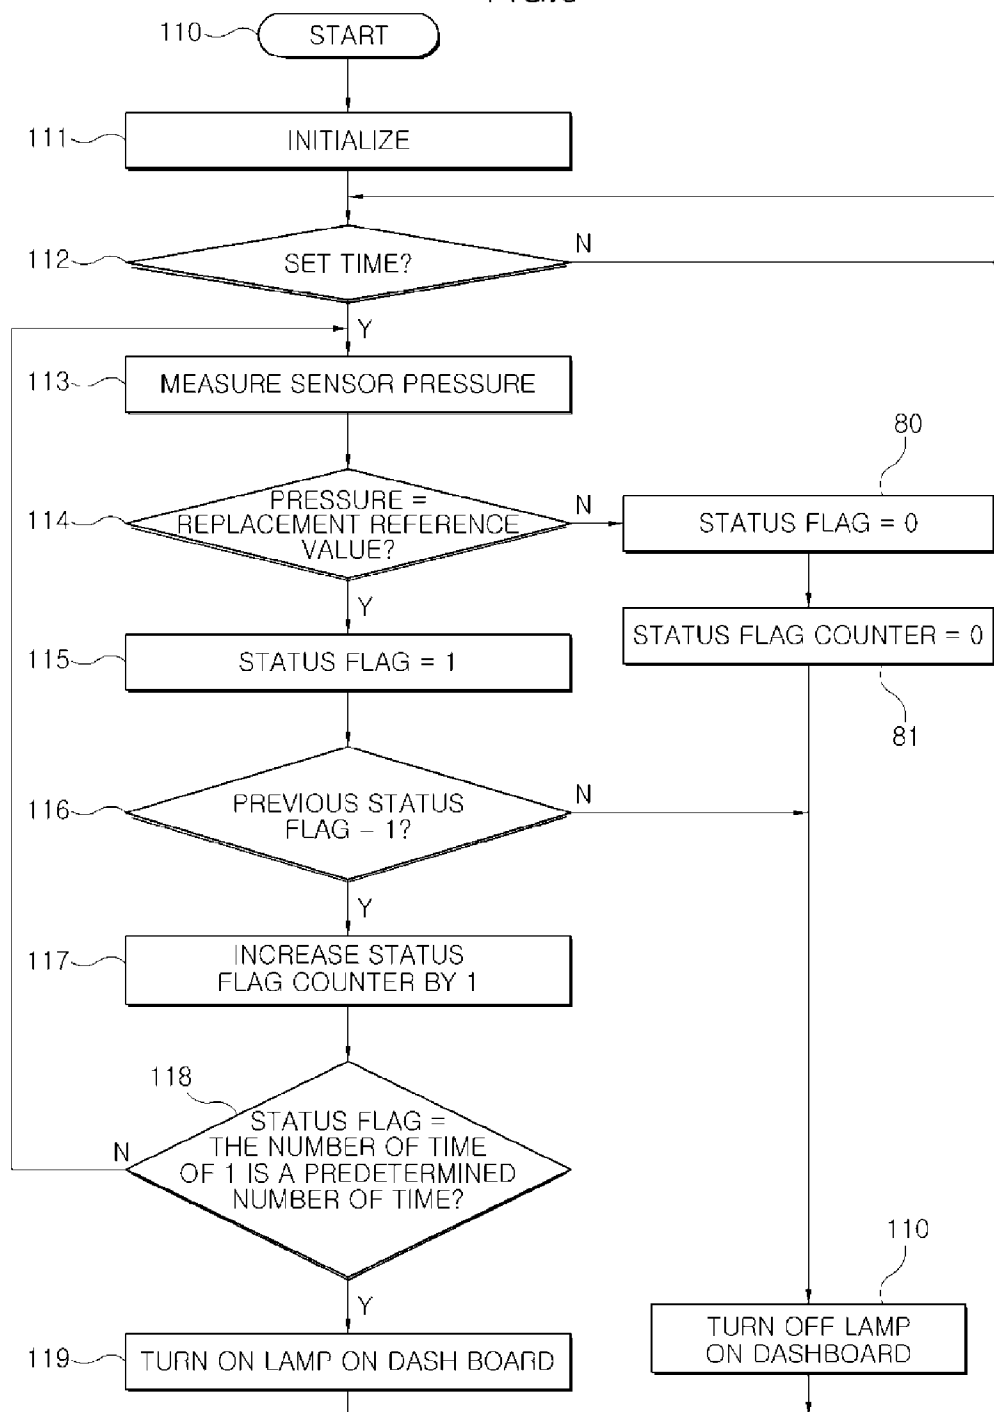 110
START
111
INITIALIZE
112
SET TIME?
N
Y
113
MEASURE SENSOR PRESSURE
80
114
PRESSURE =
REPLACEMENT REFERENCE
VALUE?
N
STATUS FLAG = 0
Y
STATUS FLAG COUNTER = 0
115
STATUS FLAG = 1
81
116
PREVIOUS STATUS
FLAG – 1?
N
Y
117
INCREASE STATUS
FLAG COUNTER BY 1
118
STATUS FLAG =
THE NUMBER OF TIME
OF 1 IS A PREDETERMINED
NUMBER OF TIME?
N
Y
110
119
TURN ON LAMP ON DASH BOARD
TURN OFF LAMP
ON DASHBOARD